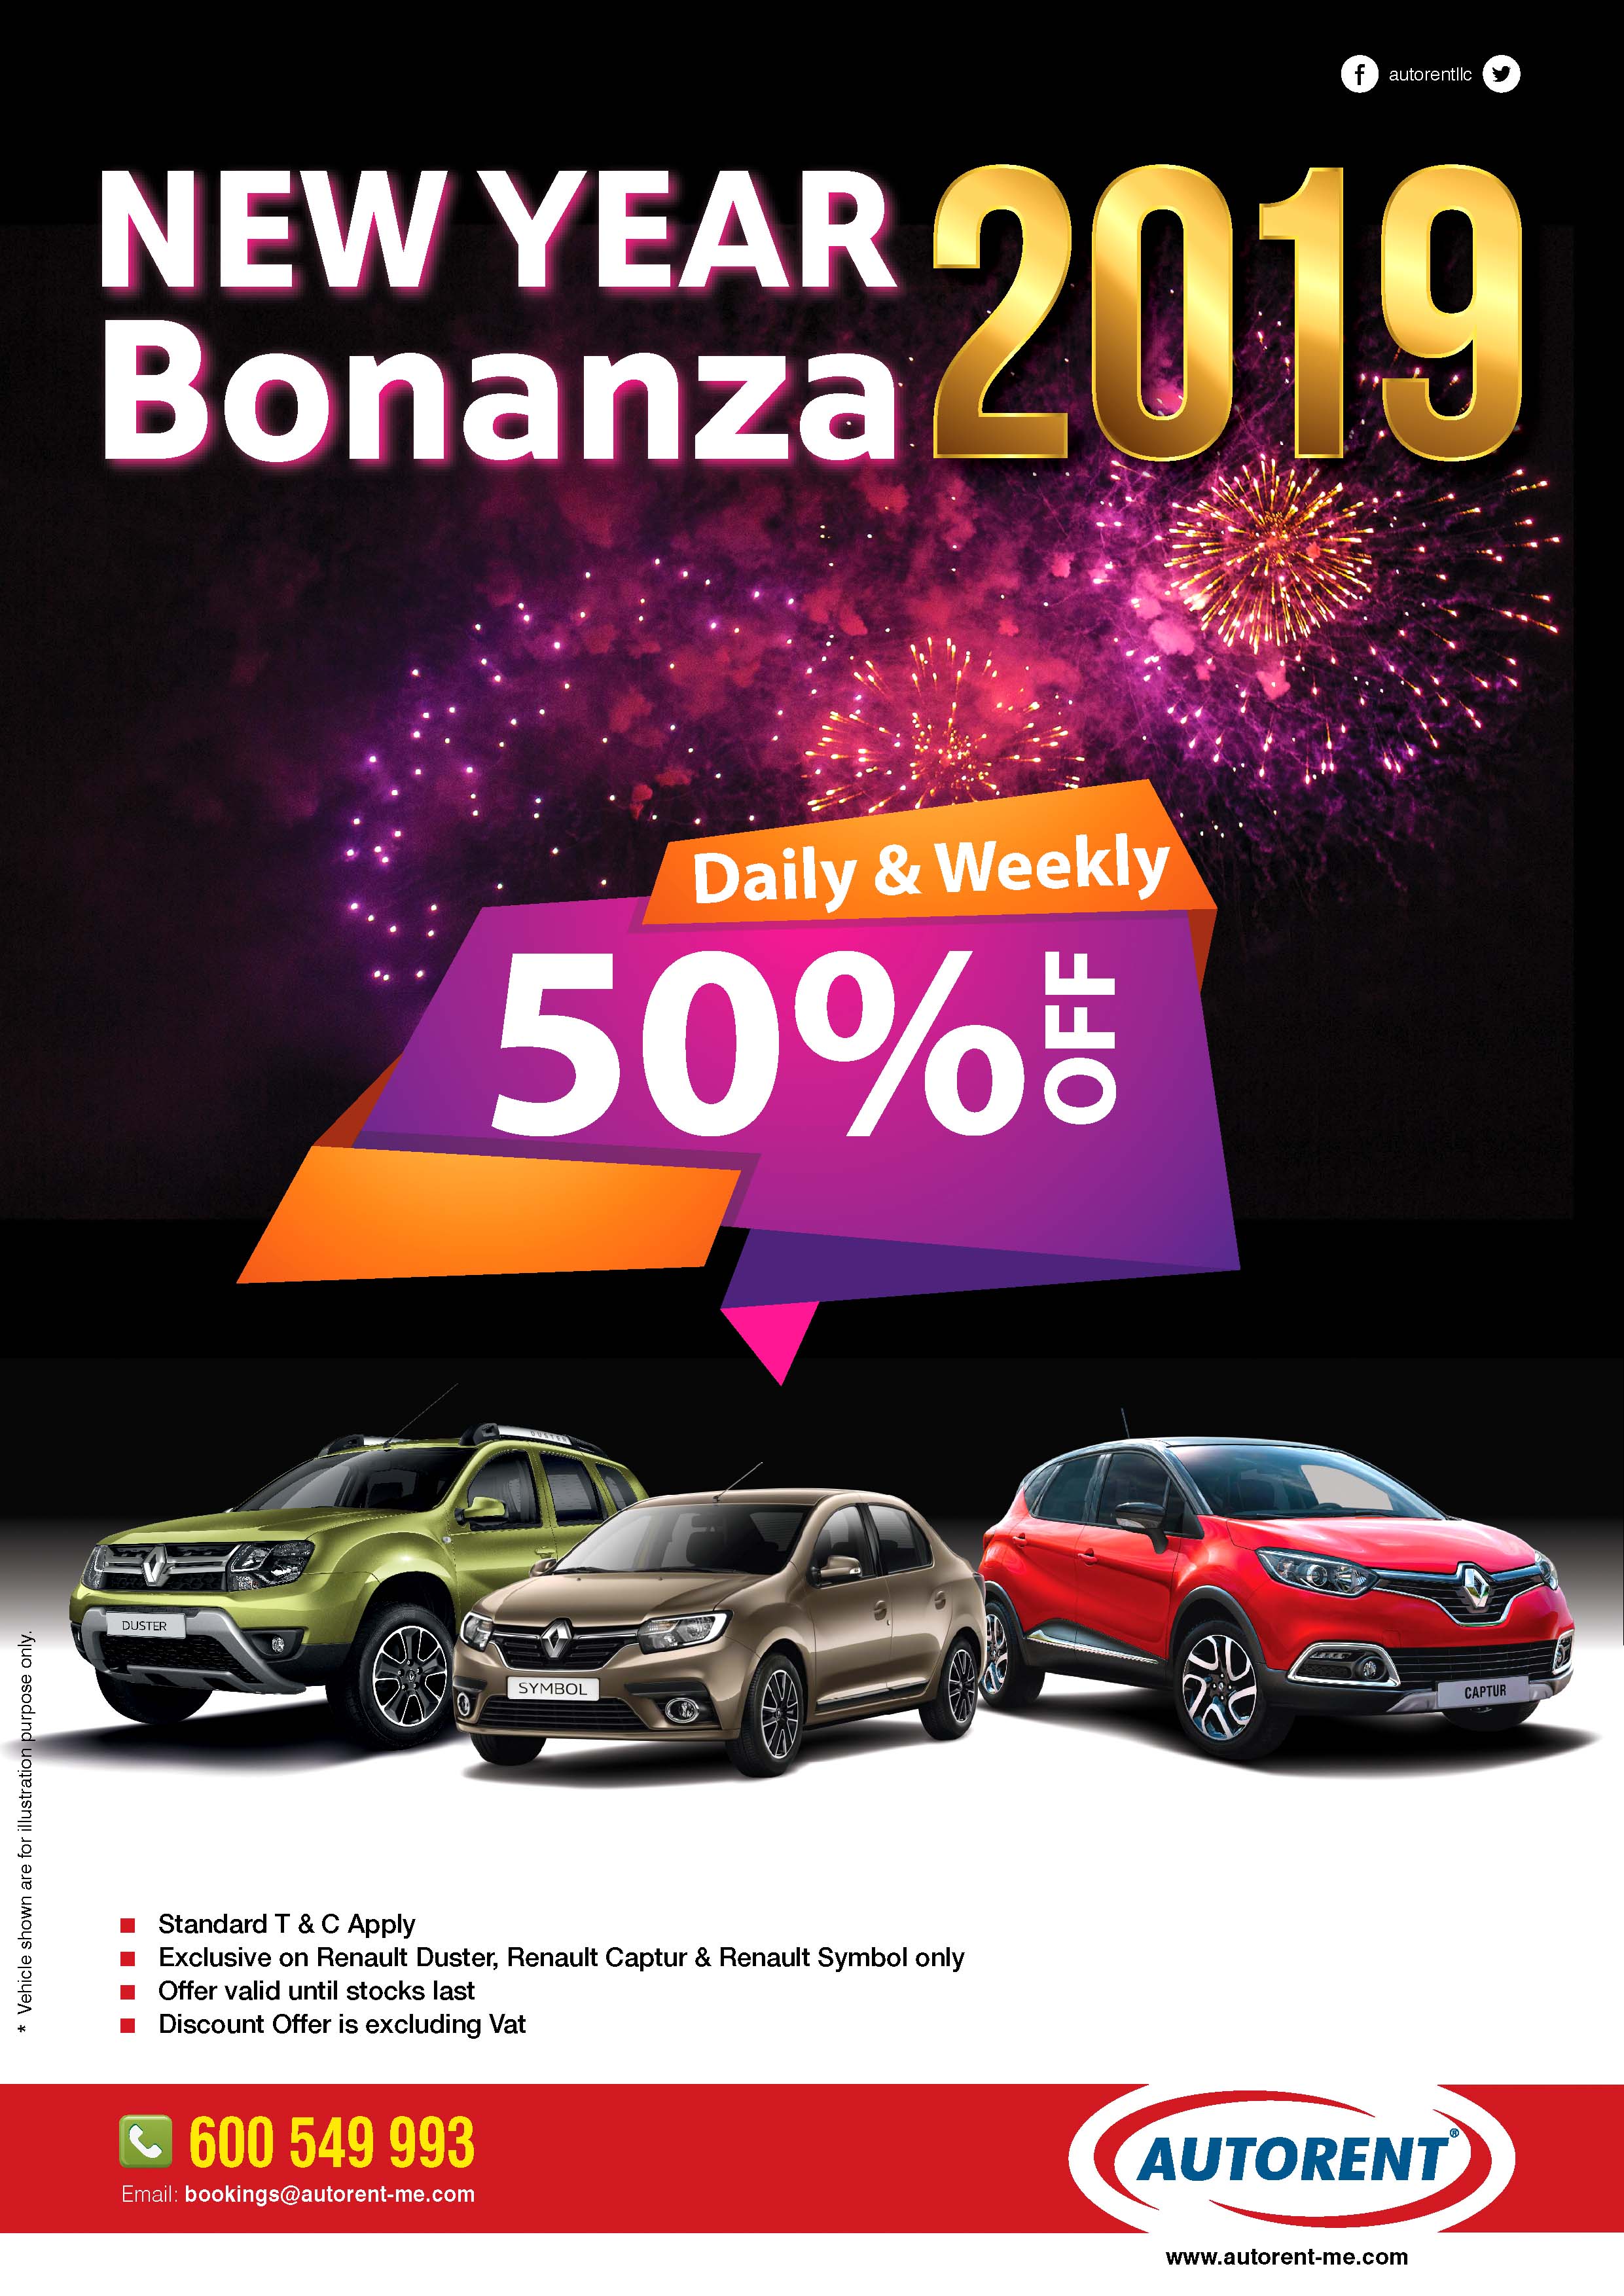 autorentllc
NEW YEAR
Bonanza
2019
Daily & Weekly
50% OFF
DUSTER
DUSTER
SYMBOL
CAPTUR
* Vehicle shown are for illustration purpose only.
Standard T & C Apply
Exclusive on Renault Duster, Renault Captur & Renault Symbol only
Offer valid until stocks last
Discount Offer is excluding Vat
600 549 993
Email: bookings@autorent-me.com
AUTORENT®
www.autorent-me.com